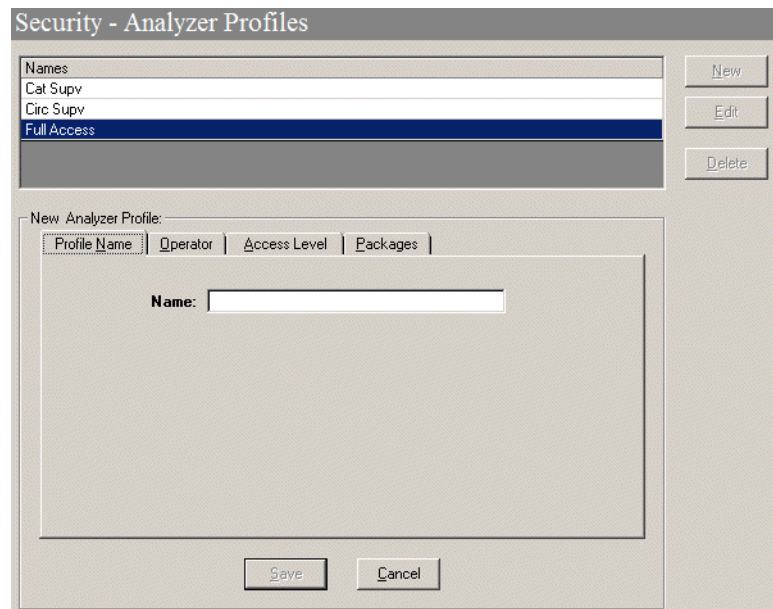 Security - Analyzer Profiles
Names
New
Cat Supv
Circ Supv
Edit
Full Access
Delete
New Analyzer Profile:
Profile Name Operator Access Level Packages
Name:
Save Cancel